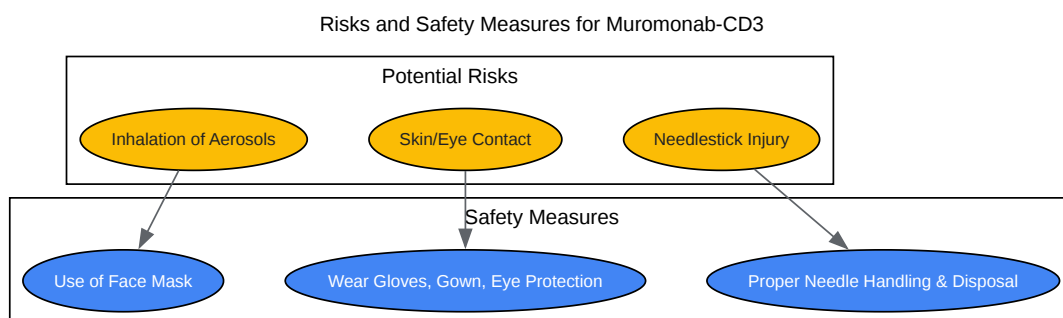 Risks and Safety Measures for Muromonab-CD3
Potential Risks
Inhalation of Aerosols
Skin/Eye Contact
Needlestick Injury
Safety Measures
Use of Face Mask
Wear Gloves, Gown, Eye Protection
Proper Needle Handling & Disposal